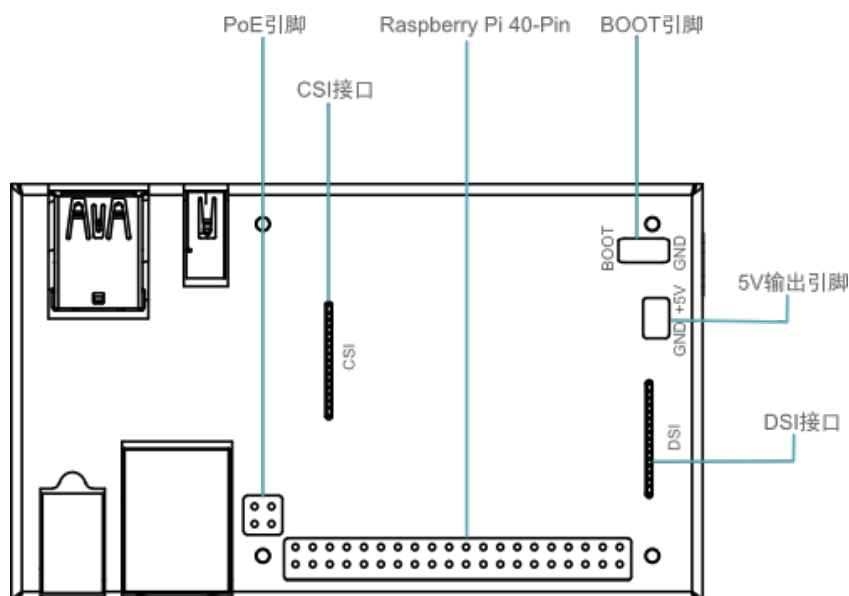 PoE引脚
Raspberry Pi 40-Pin
BOOT引脚
CSI接口
BOOT
GND
5V输出引脚
GND +5V
CSI
DSI接口
DSI